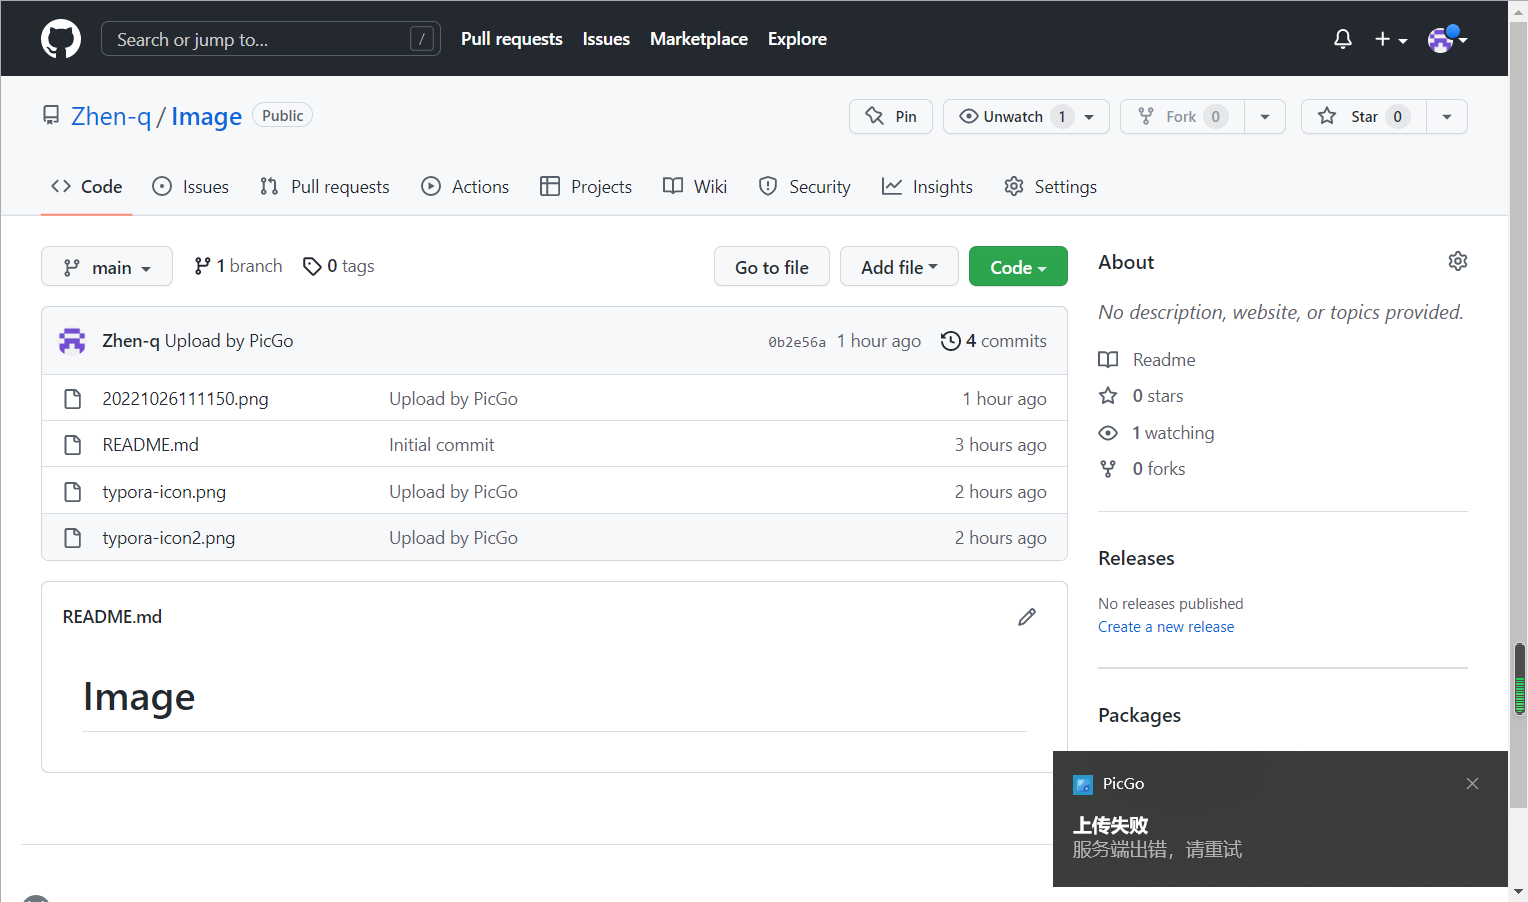 Search or jump to... /
Pull requests Issues Marketplace Explore
Zhen-q / Image Public
Pin Unwatch 1 Fork 0 Star 0
Code Issues Pull requests Actions Projects Wiki Security Insights Settings
main 1 branch 0 tags
Go to file Add file Code
Zhen-q Upload by PicGo 0b2e56a 1 hour ago 4 commits
20221026111150.png Upload by PicGo 1 hour ago
README.md Initial commit 3 hours ago
typora-icon.png Upload by PicGo 2 hours ago
typora-icon2.png Upload by PicGo 2 hours ago
README.md
Image
About
No description, website, or topics provided.
Readme
0 stars
1 watching
0 forks
Releases
No releases published
Create a new release
Packages
PicGo
上传失败
服务端出错，请重试